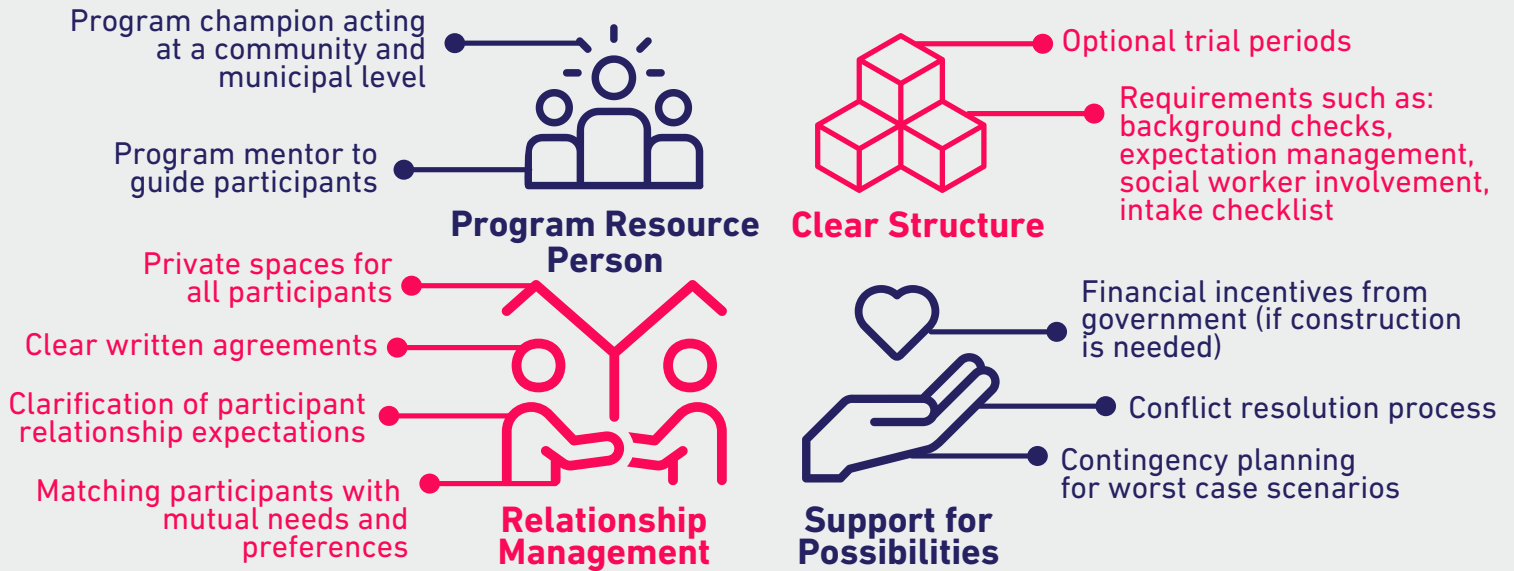 Program champion acting
at a community and
municipal level
Program mentor to
guide participants
Program Resource
Person
Optional trial periods
Requirements such as:
background checks,
expectation management,
social worker involvement,
intake checklist
Clear Structure
Private spaces for
all participants
Clear written agreements
Clarification of participant
relationship expectations
Matching participants with
mutual needs and
preferences
Relationship
Management
Financial incentives from
government (if construction
is needed)
Conflict resolution process
Contingency planning
for worst case scenarios
Support for
Possibilities